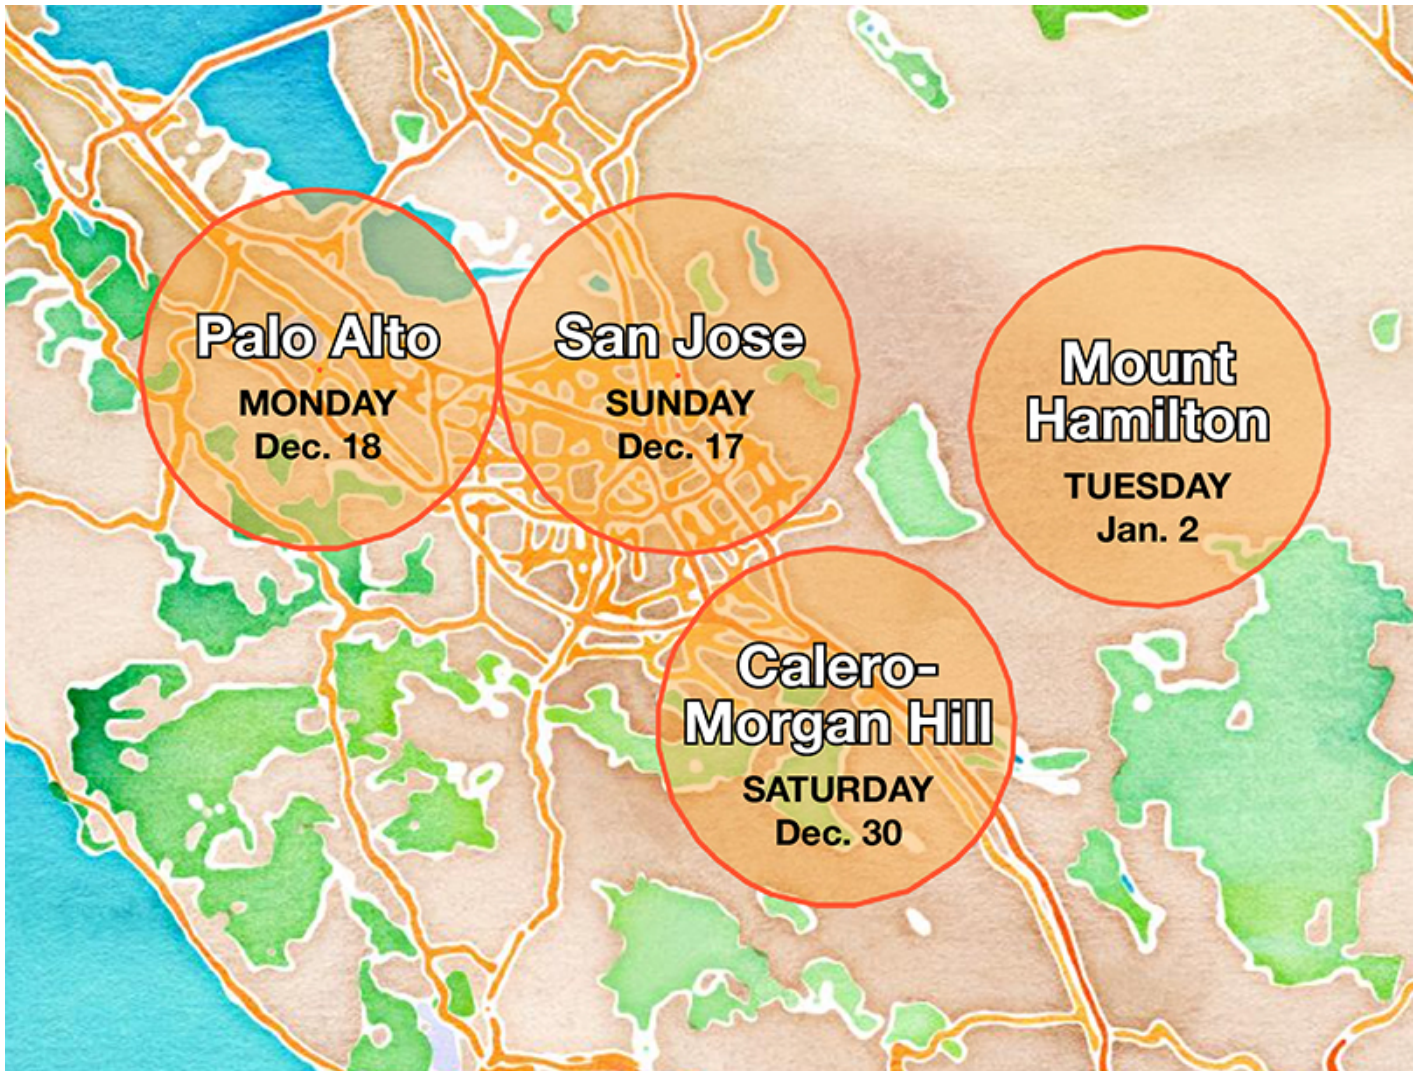 Palo Alto
MONDAY
Dec. 18
San Jose
SUNDAY
Dec. 17
Mount
Hamilton
TUESDAY
Jan. 2
Calero-
Morgan Hill
SATURDAY
Dec. 30